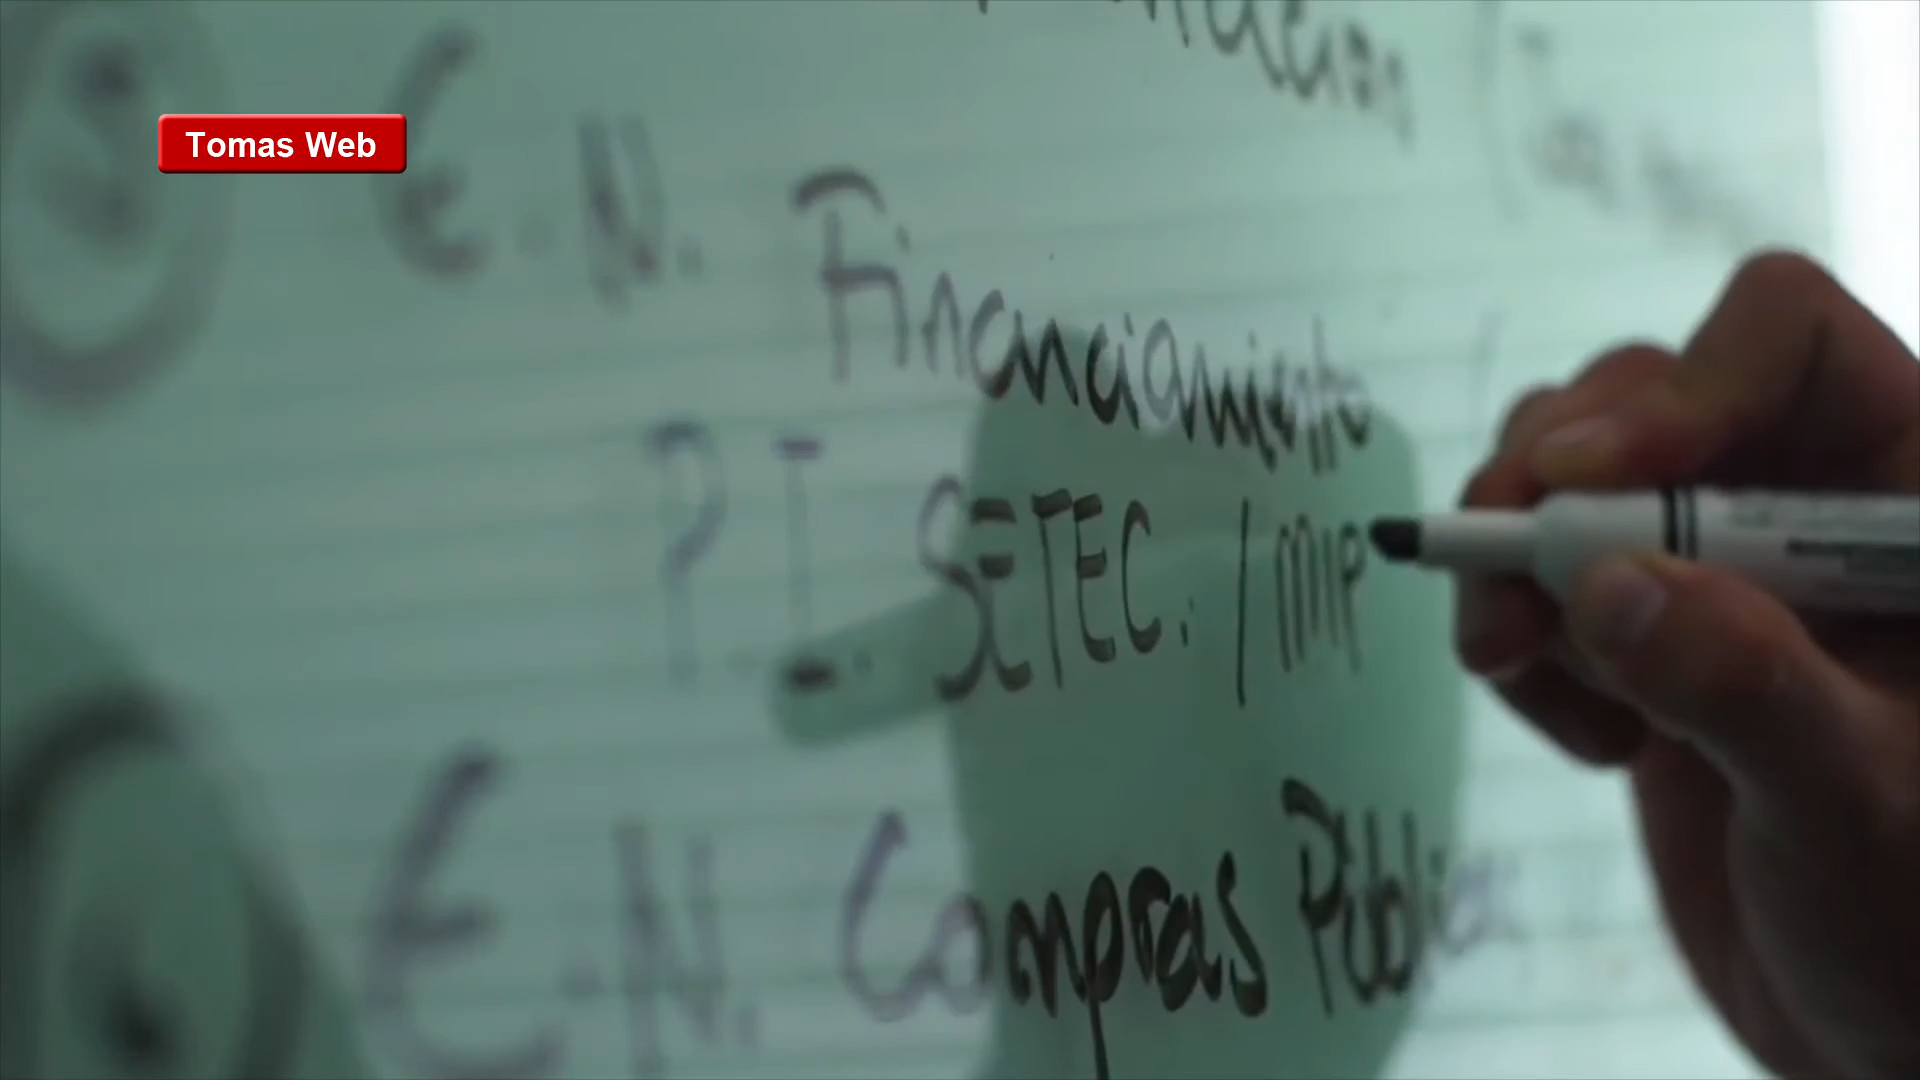 Tomas Web
E.N. Financiamiento
P.I. SETEC. / MIP
E.N. Compras Públicas